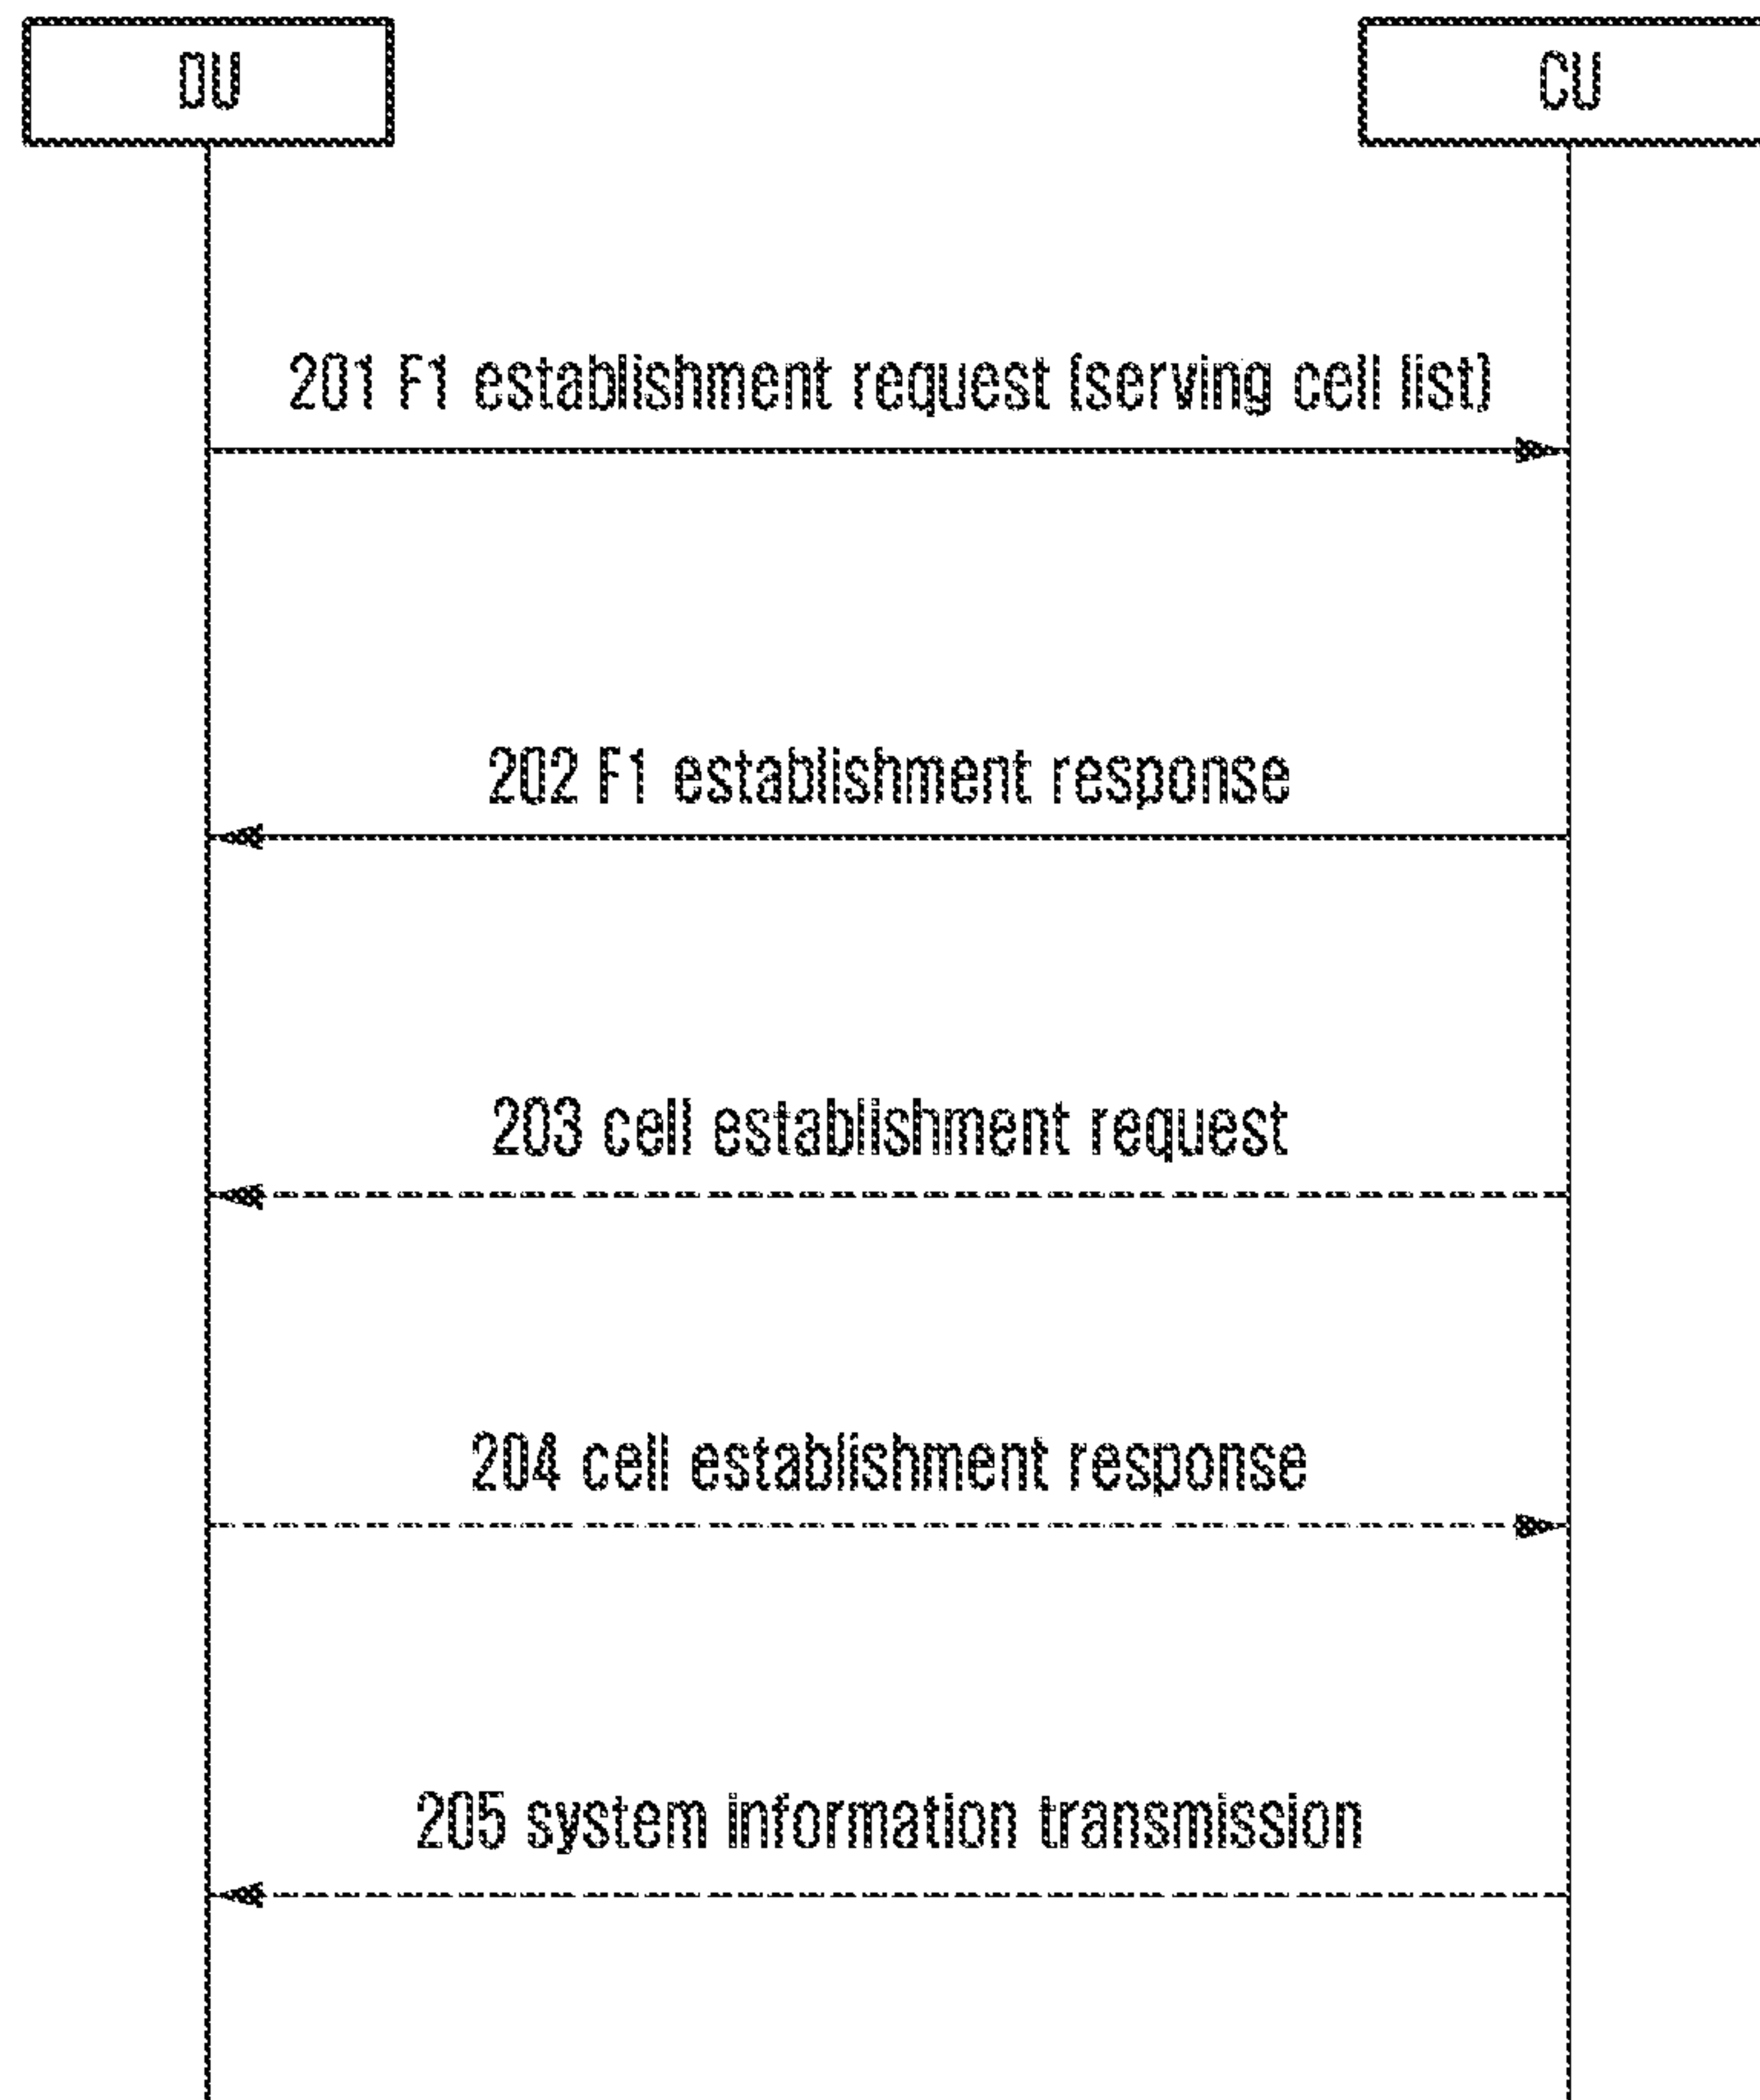 DU
CU
201 F1 establishment request (serving cell list)
202 F1 establishment response
203 cell establishment request
204 cell establishment response
205 system information transmission